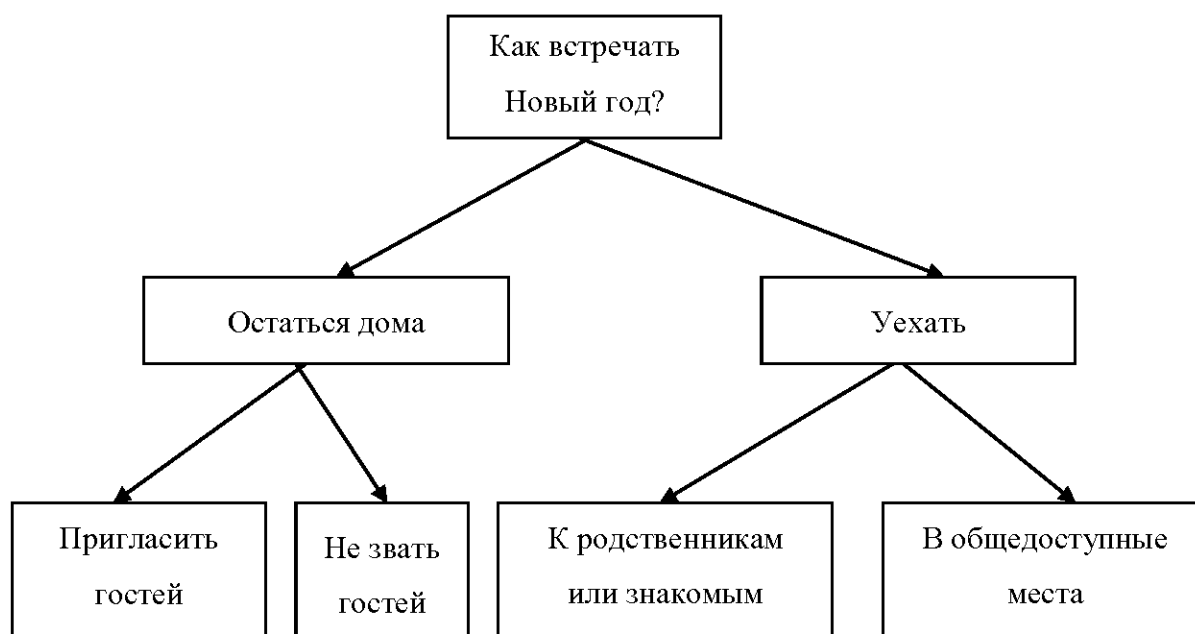 Как встречать
Новый год?
Остаться дома
Уехать
Пригласить
гостей
Не звать
гостей
К родственникам
или знакомым
В общедоступные
места